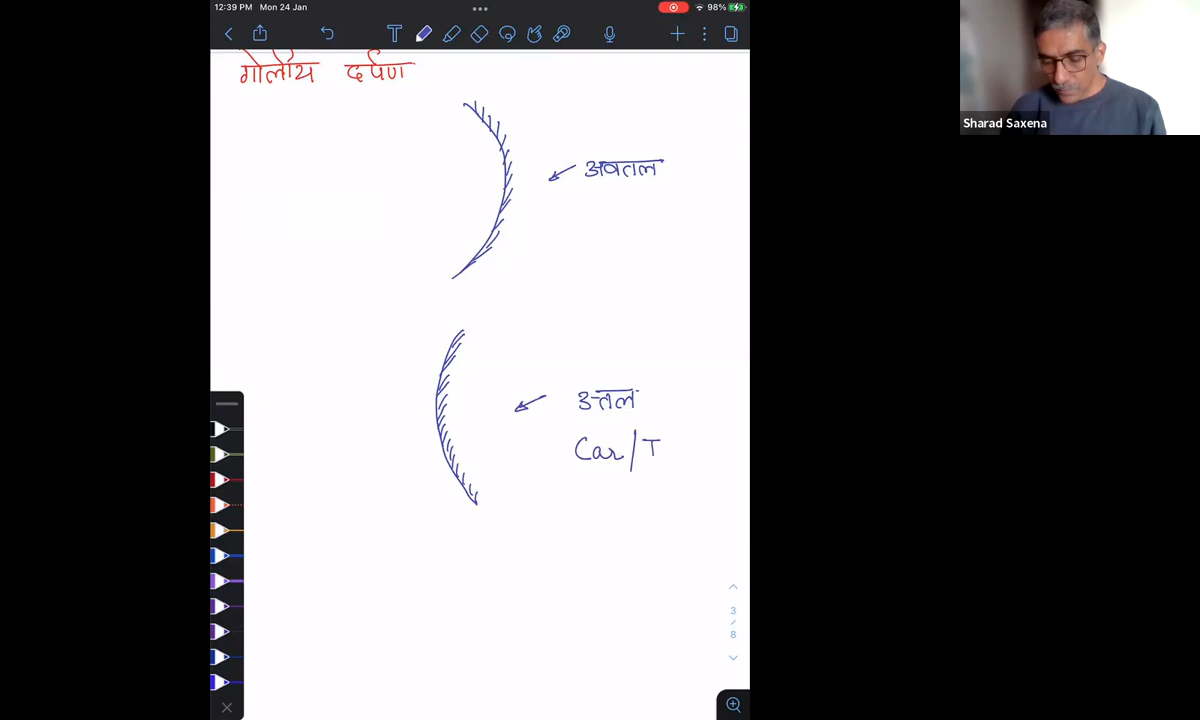 12:39 PM Mon 24 Jan
98%
T
गोलीय दर्पण
Sharad Saxena
अवतल
उत्तल
Car/T
3
/
8